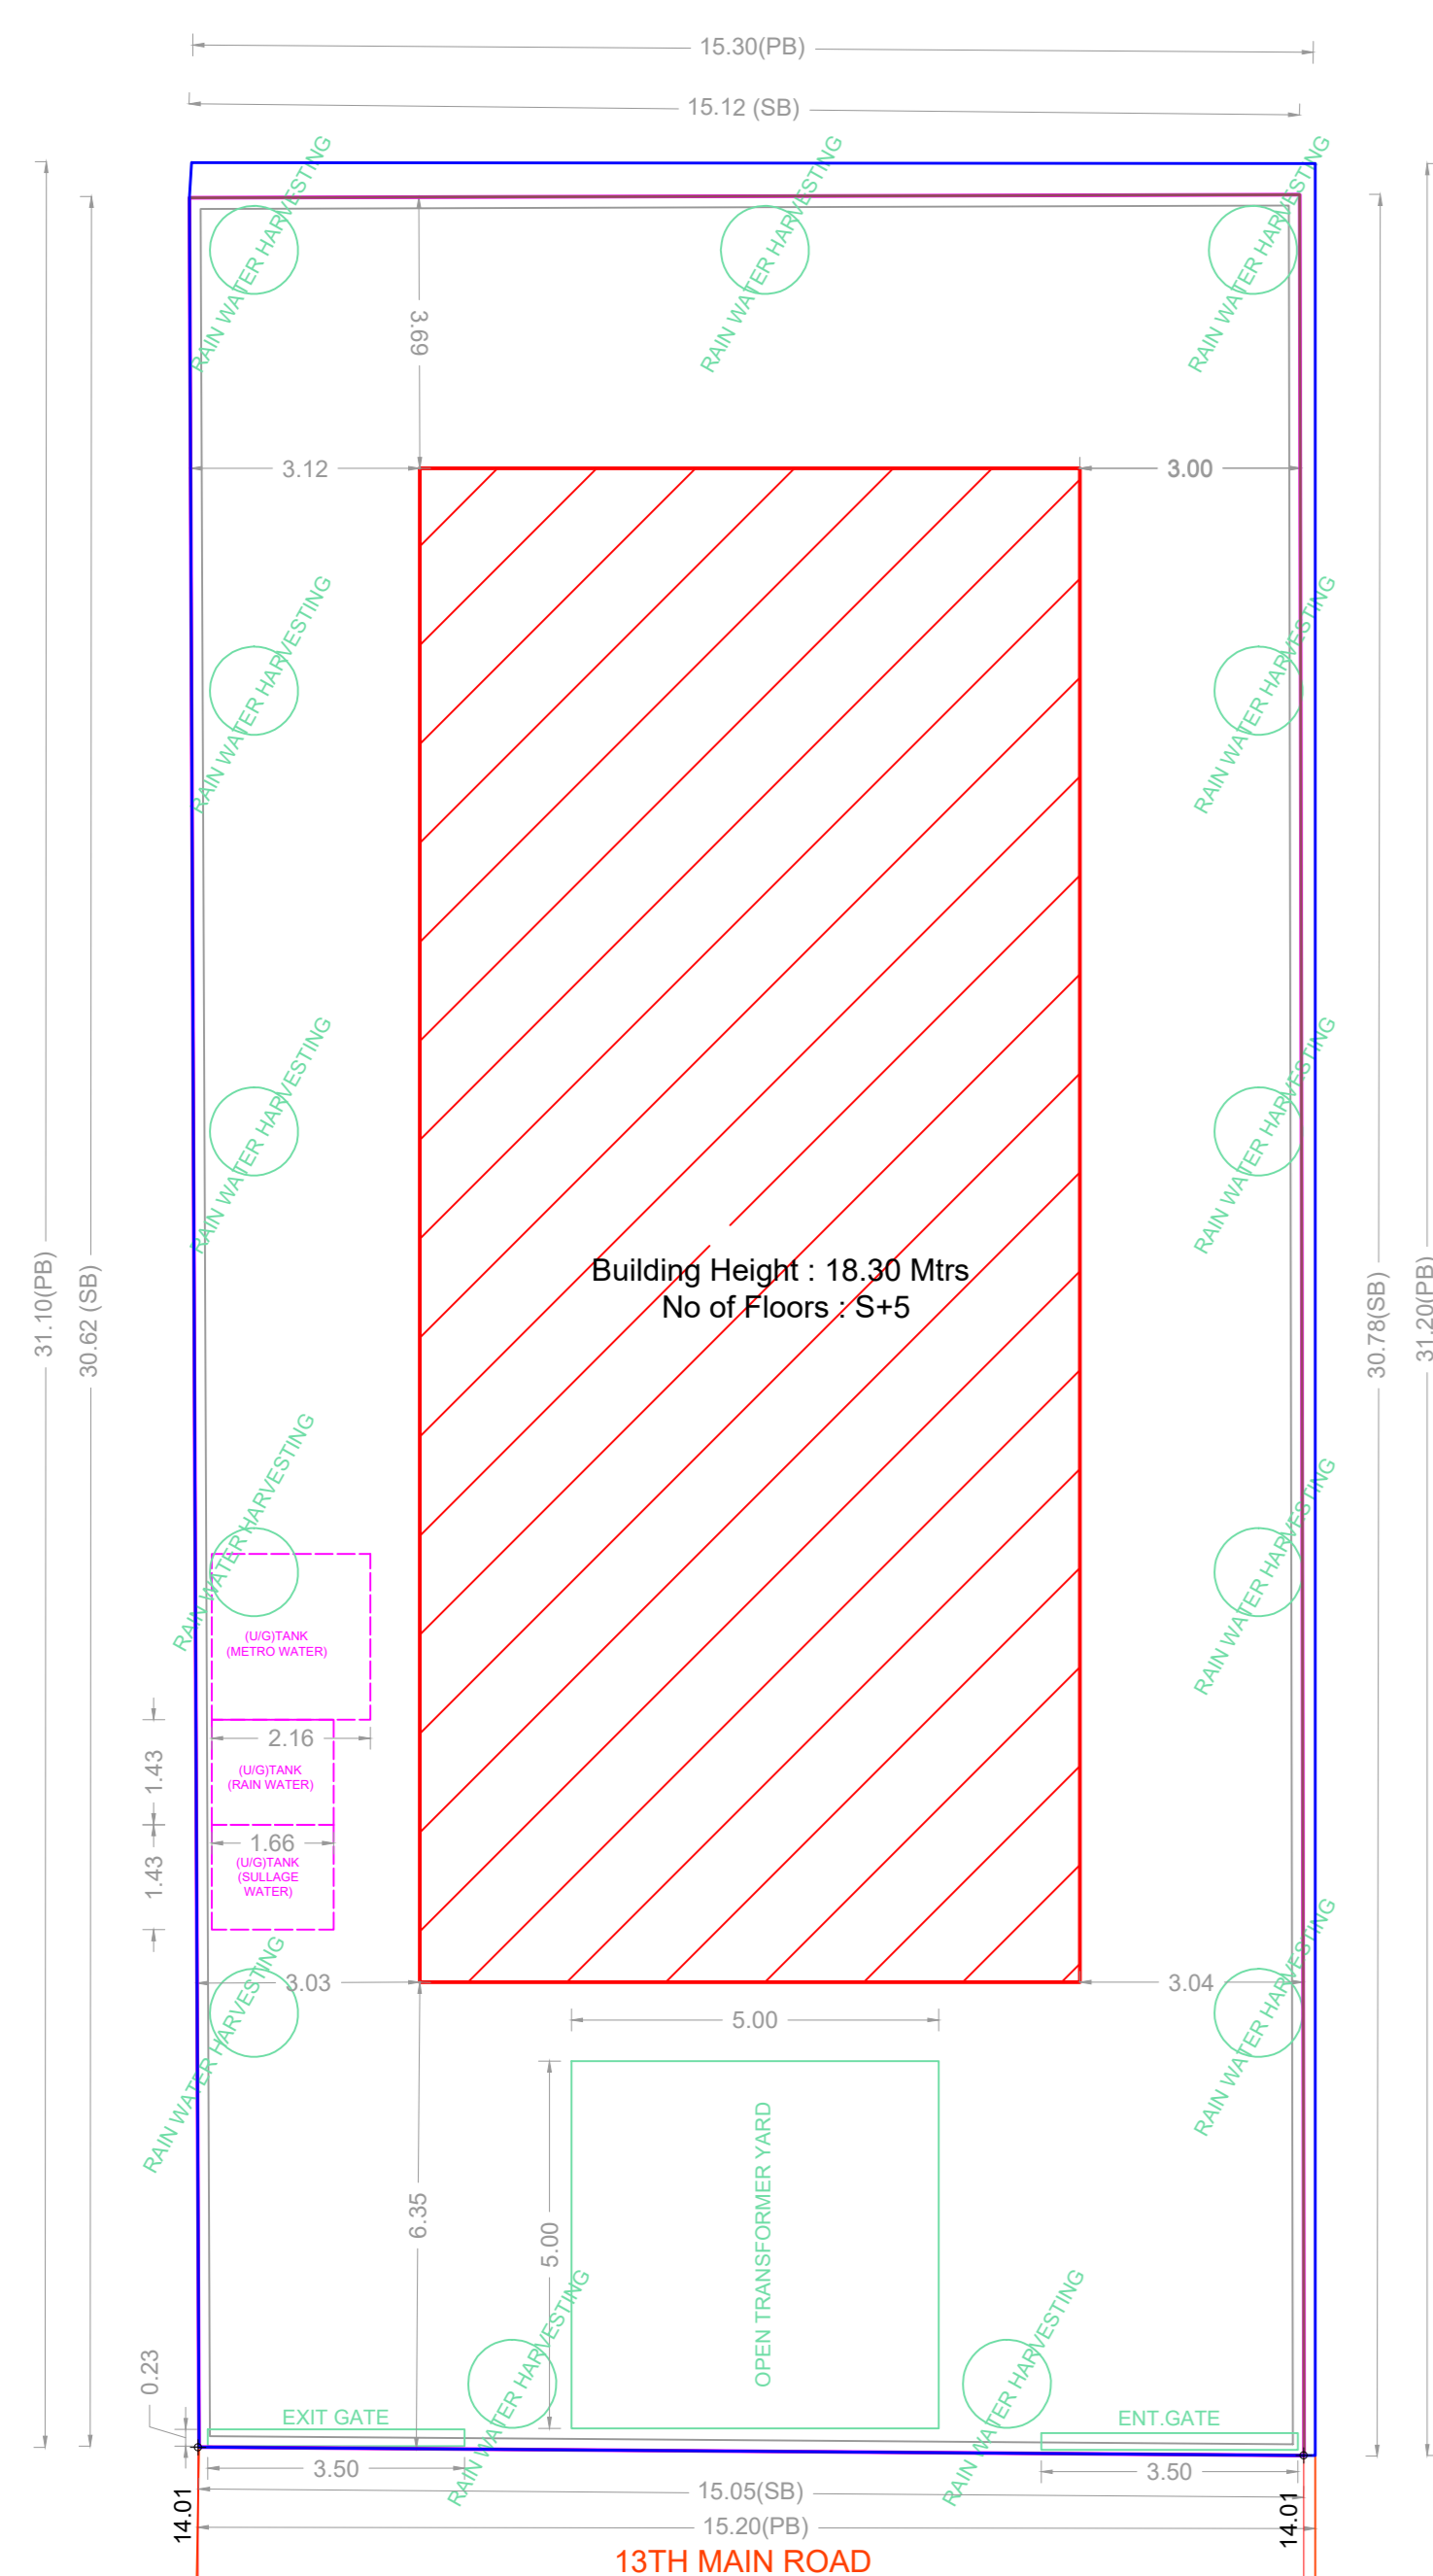 15.30(PB)
15.12 (SB)
RAIN WATER HARVESTING
RAIN WATER HARVESTING
RAIN WATER HARVESTING
3.69
3.12
3.00
RAIN WATER HARVESTING
RAIN WATER HARVESTING
RAIN WATER HARVESTING
RAIN WATER HARVESTING
Building Height : 18.30 Mtrs
No of Floors : S+5
31.10(PB)
30.62 (SB)
30.78(SB)
31.20(PB)
RAIN WATER HARVESTING
RAIN WATER HARVESTING
(U/G)TANK
(METRO WATER)
2.16
1.43
(U/G)TANK
(RAIN WATER)
1.66
1.43
(U/G)TANK
(SULLAGE
WATER)
RAIN WATER HARVESTING
RAIN WATER HARVESTING
3.03
3.04
5.00
6.35
5.00
OPEN TRANSFORMER YARD
RAIN WATER HARVESTING
RAIN WATER HARVESTING
0.23
EXIT GATE
ENT.GATE
3.50
3.50
15.05(SB)
14.01
14.01
15.20(PB)
13TH MAIN ROAD